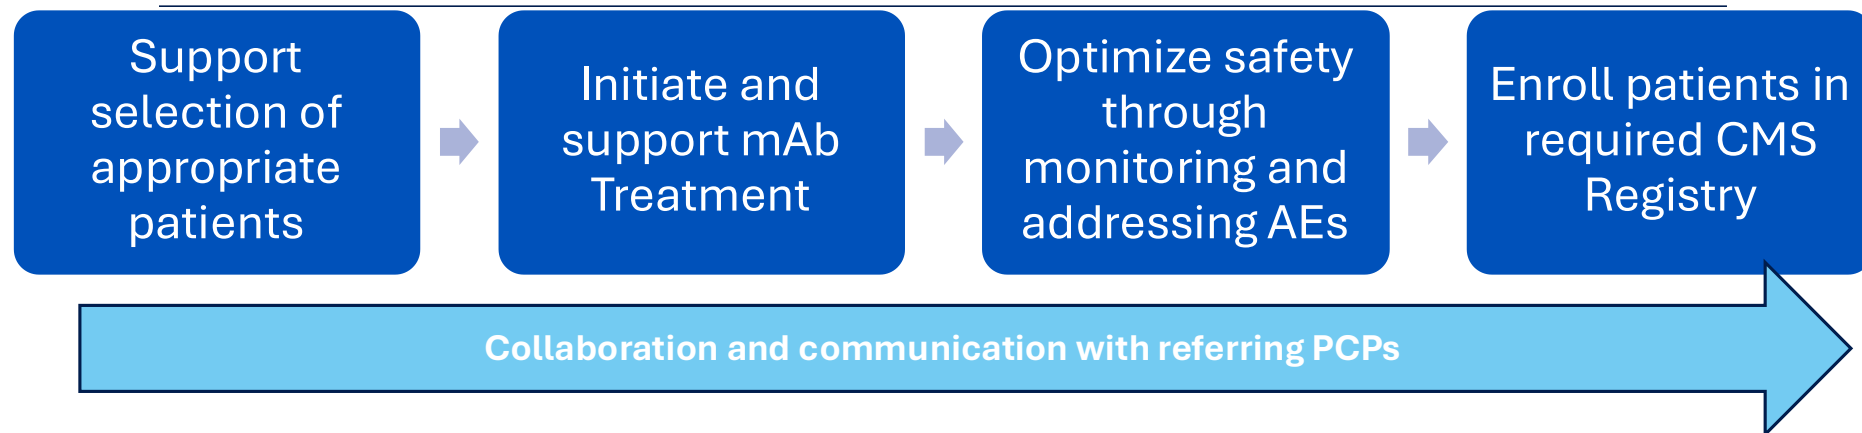 Support
selection of
appropriate
patients
Initiate and
support mAb
Treatment
Optimize safety
through
monitoring and
addressing AEs
Enroll patients in
required CMS
Registry
Collaboration and communication with referring PCPs